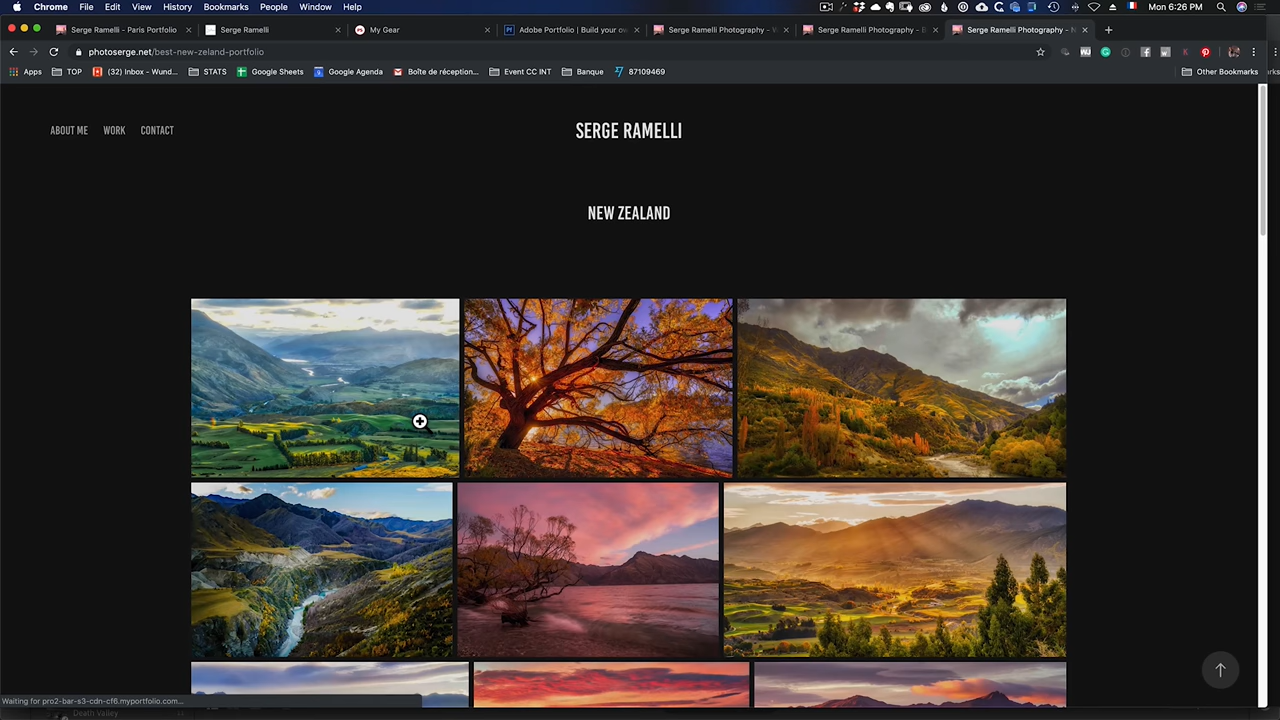 Chrome File Edit View History Bookmarks People Window Help Mon 6:26 PM
Serge Ramelli - Paris Portfolio Serge Ramelli My Gear Adobe Portfolio | Build your ow Serge Ramelli Photography - Serge Ramelli Photography - Serge Ramelli Photography - N
photoserge.net/best-new-zeland-portfolio
Apps TOP (32) Inbox - Wund... STATS Google Sheets Google Agenda Boîte de réception... Event CC INT Banque 87109469 Other Bookmarks
ABOUT ME WORK CONTACT SERGE RAMELLI
NEW ZEALAND
Waiting for pro2-bar-s3-cdn-cf6.myportfolio.com...
Death Valley